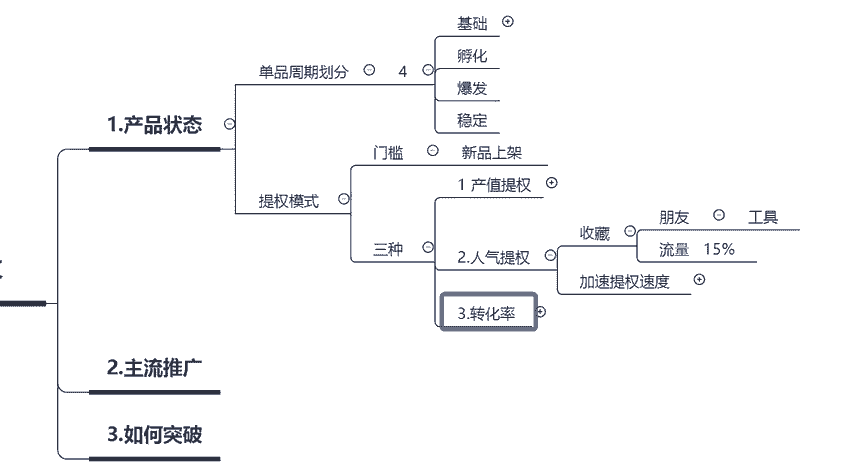 基础
孵化
单品周期划分 4
爆发
稳定
1.产品状态
门槛 新品上架
1 产值提权
提权模式
三种
2.人气提权
收藏
朋友 工具
流量 15%
加速提权速度
3.转化率
2.主流推广
3.如何突破